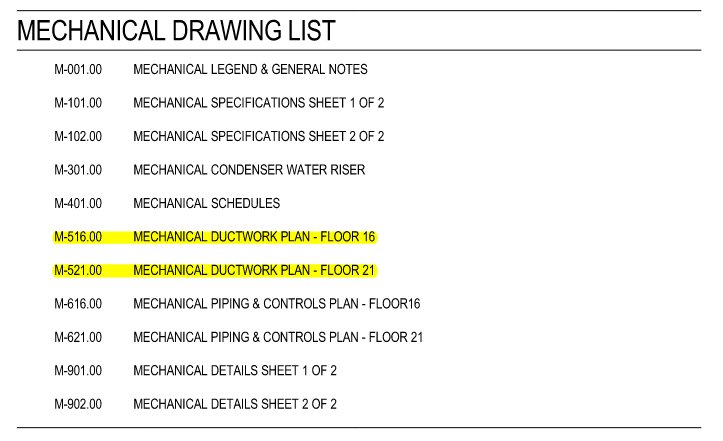 MECHANICAL DRAWING LIST
M-001.00 MECHANICAL LEGEND & GENERAL NOTES
M-101.00 MECHANICAL SPECIFICATIONS SHEET 1 OF 2
M-102.00 MECHANICAL SPECIFICATIONS SHEET 2 OF 2
M-301.00 MECHANICAL CONDENSER WATER RISER
M-401.00 MECHANICAL SCHEDULES
M-516.00 MECHANICAL DUCTWORK PLAN - FLOOR 16
M-521.00 MECHANICAL DUCTWORK PLAN - FLOOR 21
M-616.00 MECHANICAL PIPING & CONTROLS PLAN - FLOOR16
M-621.00 MECHANICAL PIPING & CONTROLS PLAN - FLOOR 21
M-901.00 MECHANICAL DETAILS SHEET 1 OF 2
M-902.00 MECHANICAL DETAILS SHEET 2 OF 2